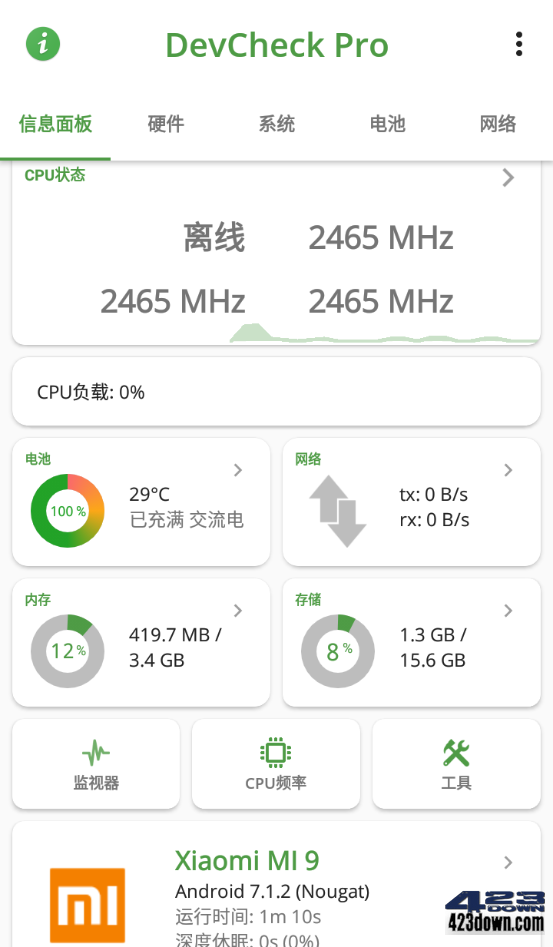 DevCheck Pro
信息面板 硬件 系统 电池 网络
CPU状态
离线 2465 MHz
2465 MHz 2465 MHz
CPU负载: 0%
电池
100 %
29°C
已充满 交流电
网络
tx: 0 B/s
rx: 0 B/s
内存
12%
419.7 MB /
3.4 GB
存储
8 %
1.3 GB /
15.6 GB
监视器 CPU频率 工具
Xiaomi MI 9
Android 7.1.2 (Nougat)
运行时间: 1m 10s
深度休眠: 0s (0%)
mi
423
DOWN
423down.com